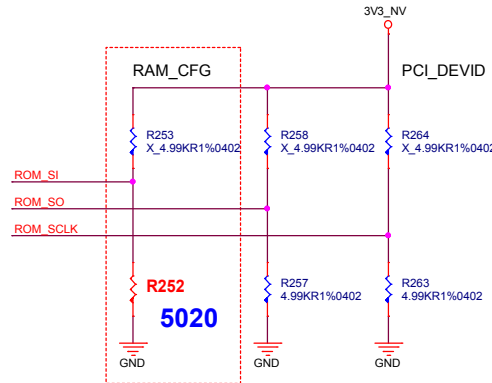 3V3_NV
RAM_CFG
PCI_DEVID
R253
X_4.99KR1%0402
R258
X_4.99KR1%0402
R264
X_4.99KR1%0402
ROM_SI
ROM_SO
ROM_SCLK
R252
5020
R257
4.99KR1%0402
R263
4.99KR1%0402
GND
GND
GND